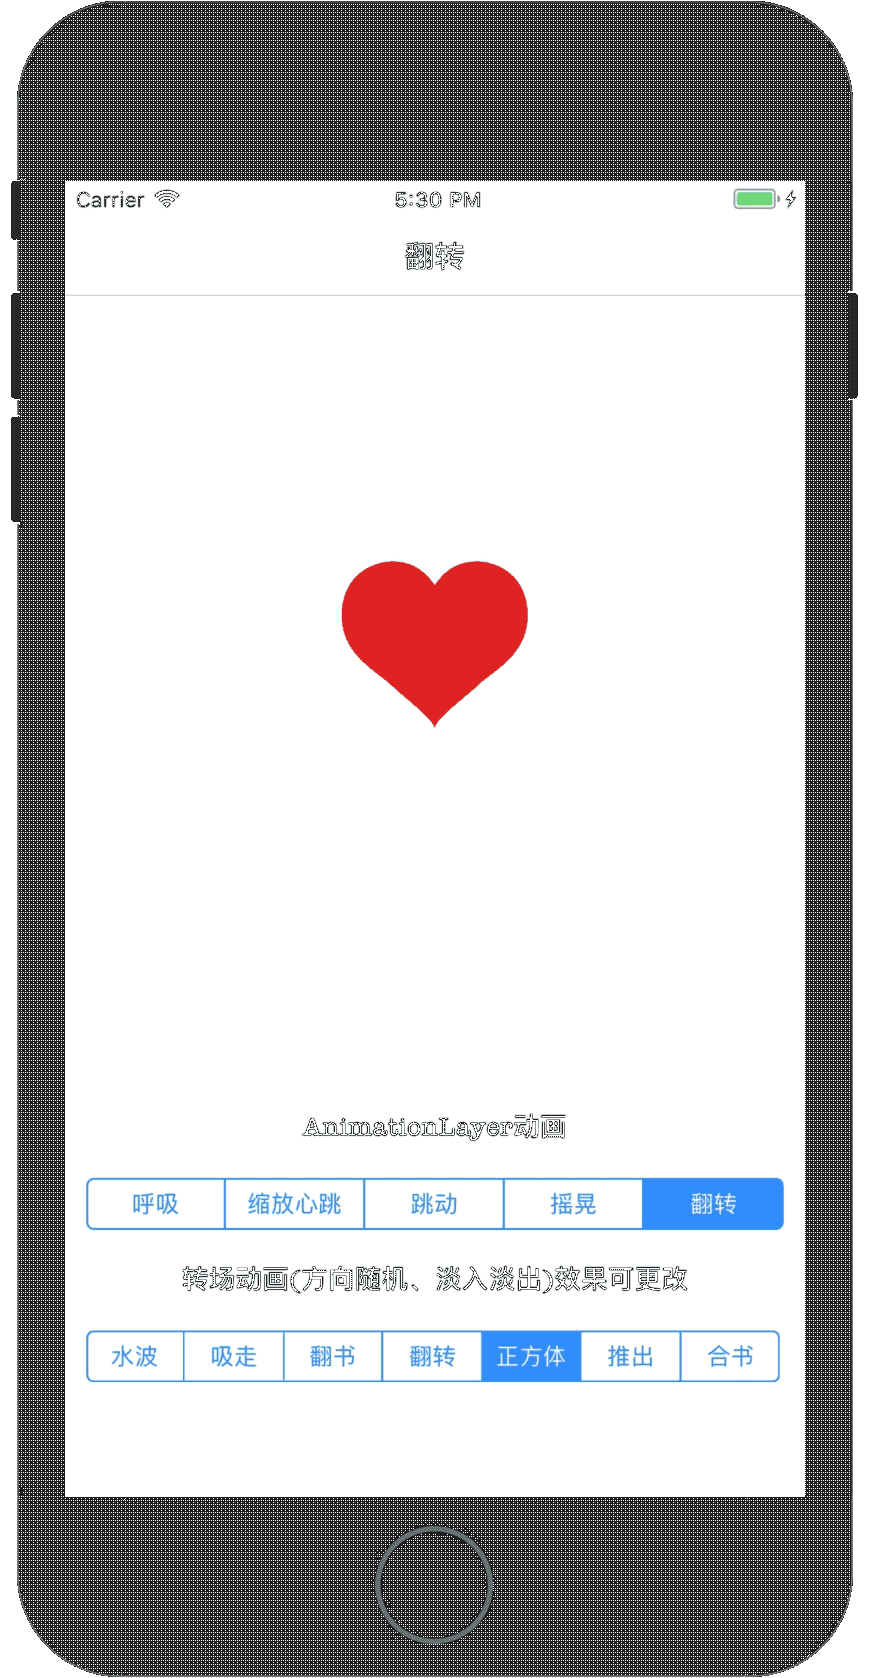 Carrier 5:30 PM
翻转
AnimationLayer动画
呼吸 缩放心跳 跳动 摇晃 翻转
转场动画(方向随机、淡入淡出)效果可更改
水波 吸走 翻书 翻转 正方体 推出 合书